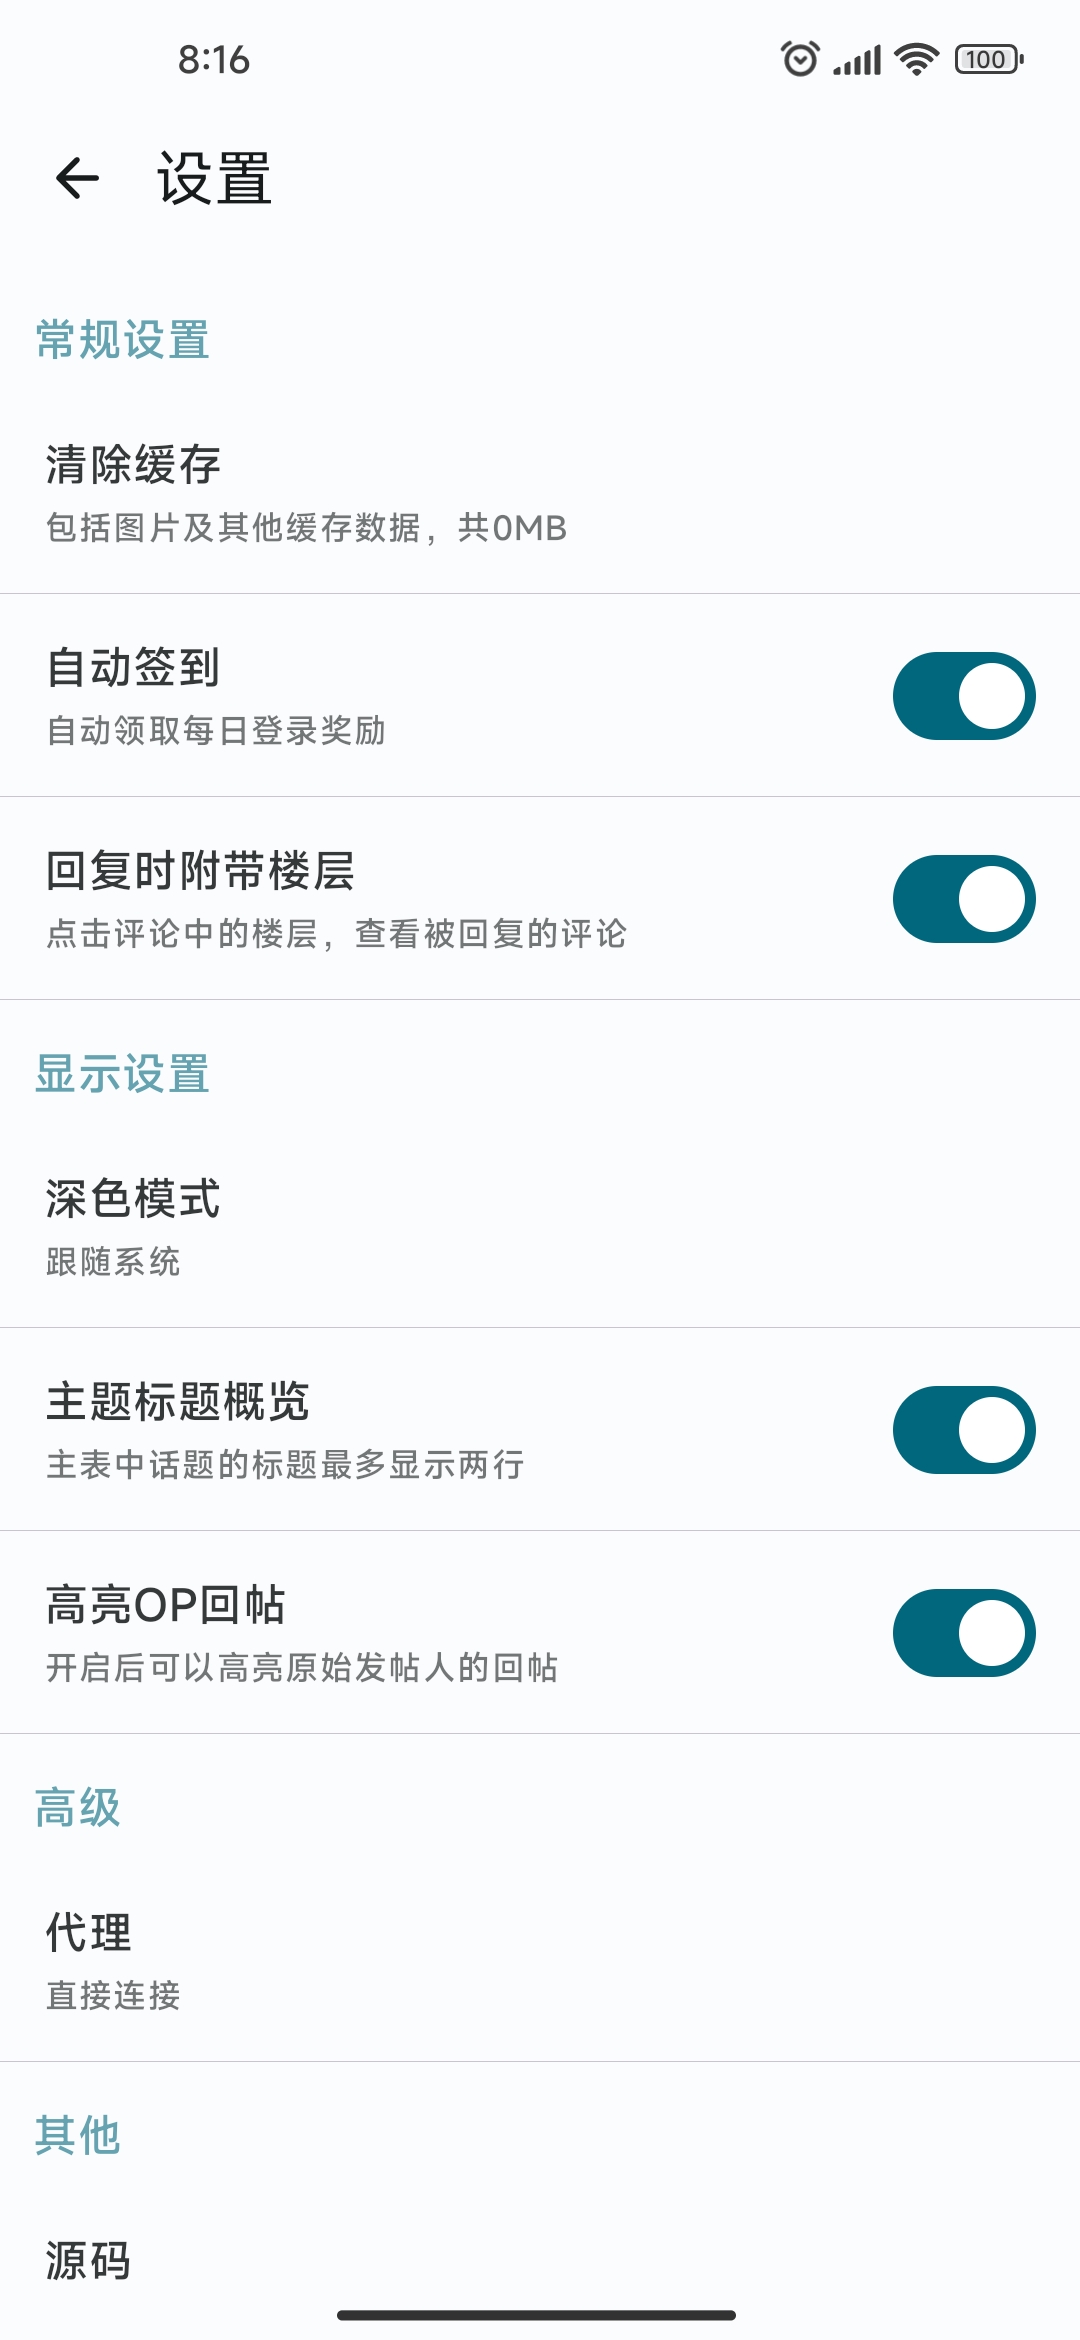 8:16
100
设置
常规设置
清除缓存
包括图片及其他缓存数据，共0MB
自动签到
自动领取每日登录奖励
回复时附带楼层
点击评论中的楼层，查看被回复的评论
显示设置
深色模式
跟随系统
主题标题概览
主表中话题的标题最多显示两行
高亮OP回帖
开启后可以高亮原始发帖人的回帖
高级
代理
直接连接
其他
源码